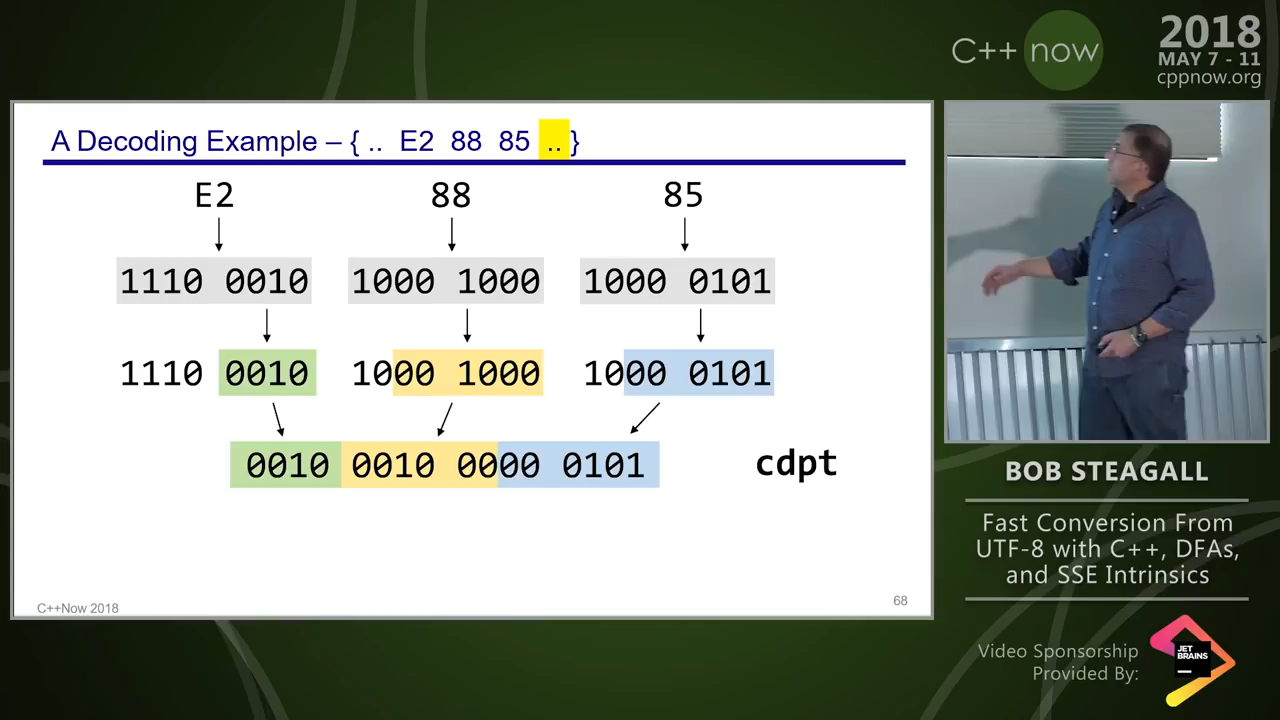 C++ now
2018
MAY 7 - 11
cppnow.org
A Decoding Example – { .. E2 88 85 .. }
E2 88 85
1110 0010 1000 1000 1000 0101
1110 0010 1000 1000 1000 0101
0010 0010 0000 0101 cdpt
C++Now 2018
68
BOB STEAGALL
Fast Conversion From
UTF-8 with C++, DFAs,
and SSE Intrinsics
Video Sponsorship
Provided By:
JET
BRAINS